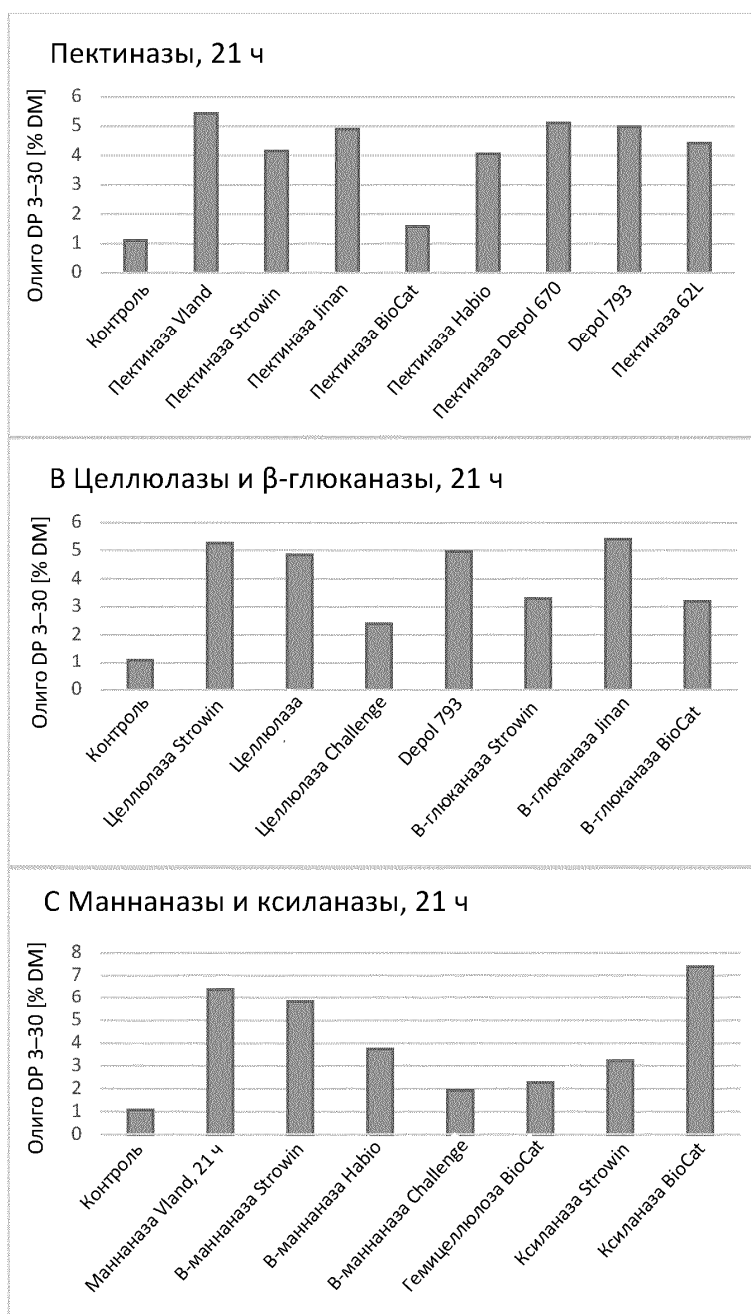 Пектиназы, 21 ч
Олиго DP 3–30 [% DM]
6
5
4
3
2
1
0
Контроль
Пектиназа Vland
Пектиназа Strowin
Пектиназа Jinan
Пектиназа BioCat
Пектиназа Habio
Пектиназа Depol 670
Depol 793
Пектиназа 62L
В Целлюлазы и β-глюканазы, 21 ч
Олиго DP 3–30 [% DM]
6
5
4
3
2
1
0
Контроль
Целлюлаза Strowin
Целлюлаза
Целлюлаза Challenge
Depol 793
В-глюканаза Strowin
В-глюканаза Jinan
В-глюканаза BioCat
С Маннаназы и ксиланазы, 21 ч
Олиго DP 3–30 [% DM]
8
7
6
5
4
3
2
1
0
Контроль
Маннаназа Vland, 21 ч
В-маннаназа Strowin
В-маннаназа Habio
В-маннаназа Challenge
Гемицеллюлоза BioCat
Ксиланаза Strowin
Ксиланаза BioCat